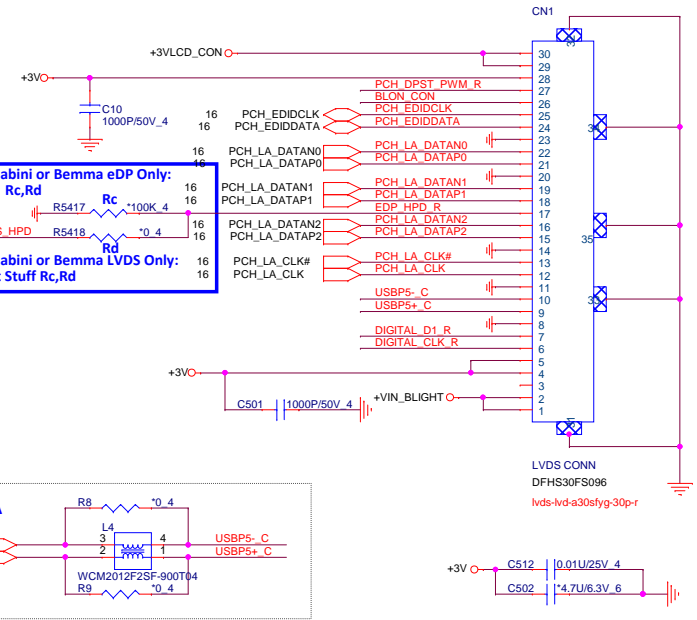 CN1
+3VLCD_CON
+3V
C10
1000P/50V_4
30
29
28
27
26
25
24
23
22
21
20
19
18
17
16
15
14
13
12
11
10
9
8
7
6
5
4
3
2
1
35
PCH_DPST_PWM_R
BLON_CON
PCH_EDIDCLK
PCH_EDIDDATA
PCH_LA_DATAN0
PCH_LA_DATAP0
PCH_LA_DATAN1
PCH_LA_DATAP1
EDP_HPD_R
PCH_LA_DATAN2
PCH_LA_DATAP2
PCH_LA_CLK#
PCH_LA_CLK
USBP5-_C
USBP5+_C
DIGITAL_D1_R
DIGITAL_CLK_R
16 PCH_EDIDCLK
16 PCH_EDIDDATA
16 PCH_LA_DATAN0
16 PCH_LA_DATAP0
16 PCH_LA_DATAN1
16 PCH_LA_DATAP1
16 PCH_LA_DATAN2
16 PCH_LA_DATAP2
16 PCH_LA_CLK#
16 PCH_LA_CLK
abini or Bemma eDP Only:
Rc,Rd
Rc
R5417 *100K_4
S_HPD R5418 *0_4
Rd
abini or Bemma LVDS Only:
Stuff Rc,Rd
+3V
C501 1000P/50V_4
+VIN_BLIGHT
LVDS CONN
DFHS30FS096
lvds-lvd-a30sfyg-30p-r
R8 *0_4
L4
3 4 USBP5-_C
2 1 USBP5+_C
WCM2012F2SF-900T04
R9 *0_4
+3V
C512 0.01U/25V_4
C502 *4.7U/6.3V_6